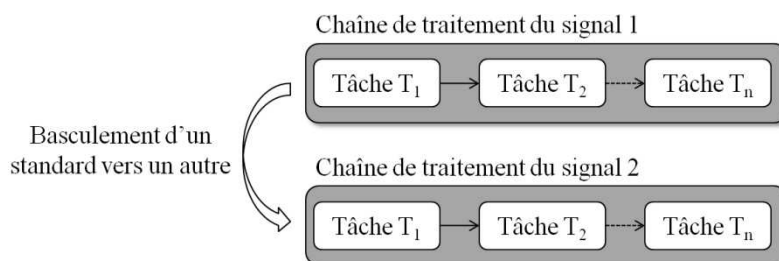 Chaîne de traitement du signal 1
Tâche T₁ Tâche T₂ Tâche Tₙ
Basculement d'un
standard vers un autre
Chaîne de traitement du signal 2
Tâche T₁ Tâche T₂ Tâche Tₙ